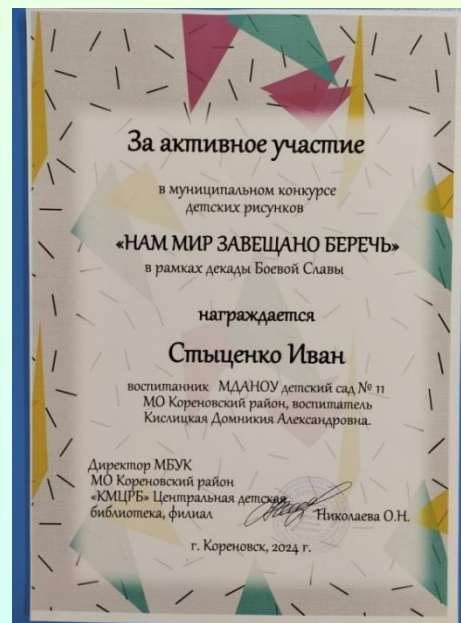 За активное участие
в муниципальном конкурсе
детских рисунков
«НАМ МИР ЗАВЕЩАНО БЕРЕЧЬ»
в рамках декады Боевой Славы
награждается
Стыценко Иван
воспитанник МДАНОУ детский сад № 11
МО Кореновский район, воспитатель
Кислицкая Домникия Александровна.
Директор МБУК
МО Кореновский район
«КМЦРБ» Центральная детская
библиотека, филиал Николаева О.Н.
г. Кореновск, 2024 г.